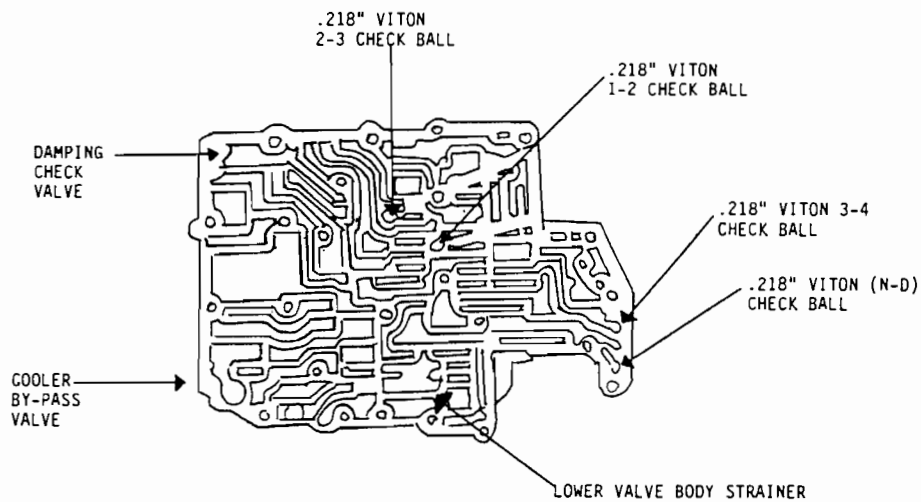 .218" VITON
2-3 CHECK BALL
.218" VITON
1-2 CHECK BALL
DAMPING
CHECK
VALVE
.218" VITON 3-4
CHECK BALL
.218" VITON (N-D)
CHECK BALL
COOLER
BY-PASS
VALVE
LOWER VALVE BODY STRAINER